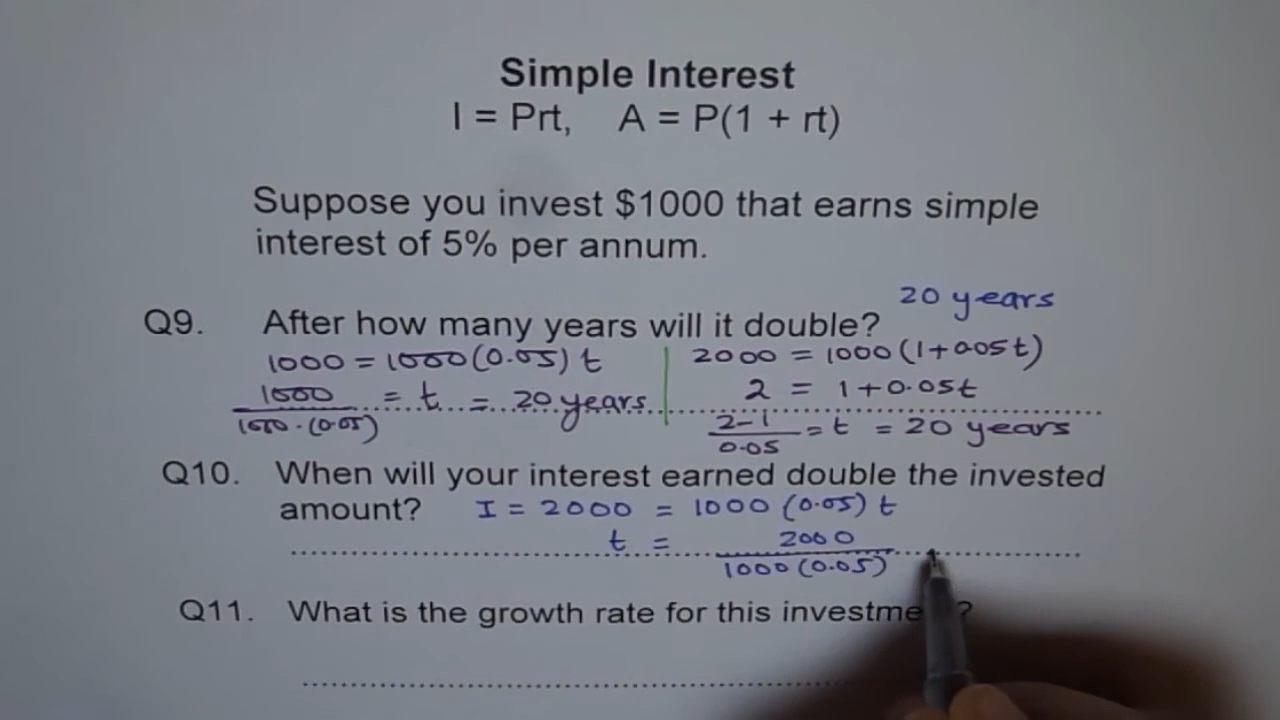 Simple Interest
I = Prt, A = P(1 + rt)
Suppose you invest $1000 that earns simple
interest of 5% per annum.
20 years
Q9. After how many years will it double?
1000 = 1000(0.05) t
1000 / 1000·(0.05) = t = 20 years
2000 = 1000(1+0.05t)
2 = 1+0.05t
2-1 / 0.05 = t = 20 years
Q10. When will your interest earned double the invested
amount? I = 2000 = 1000 (0.05) t
t = 2000 / 1000(0.05)
Q11. What is the growth rate for this ?